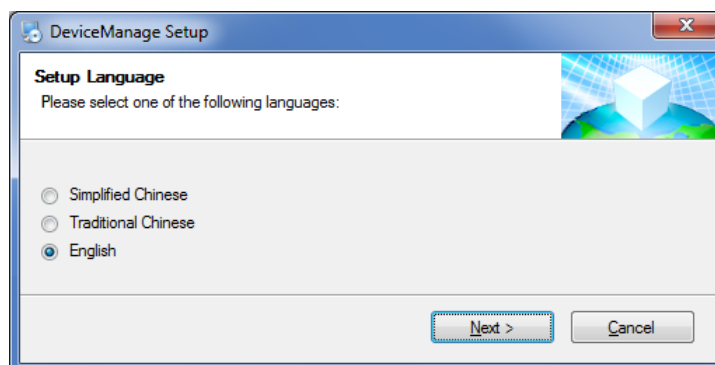 DeviceManage Setup
Setup Language
Please select one of the following languages:
Simplified Chinese
Traditional Chinese
English
Next >
Cancel